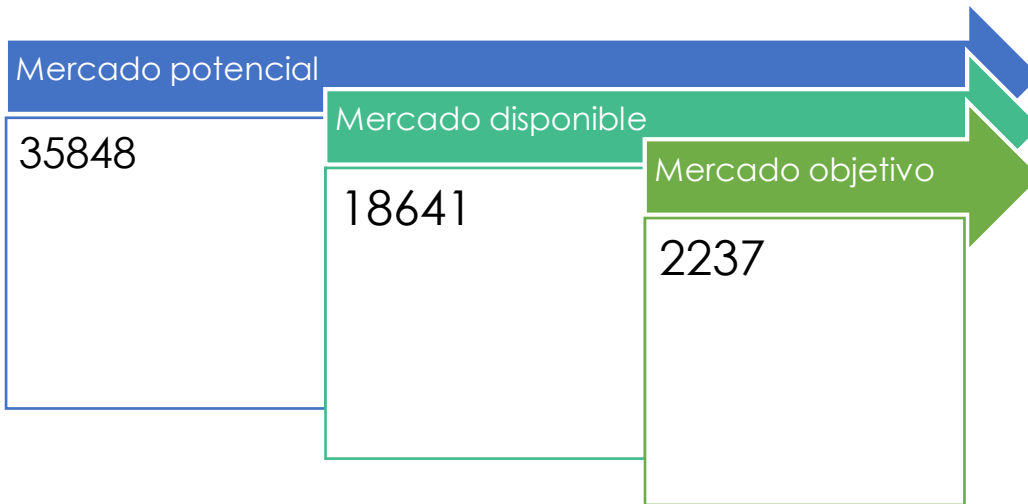 Mercado potencial
35848
Mercado disponible
18641
Mercado objetivo
2237